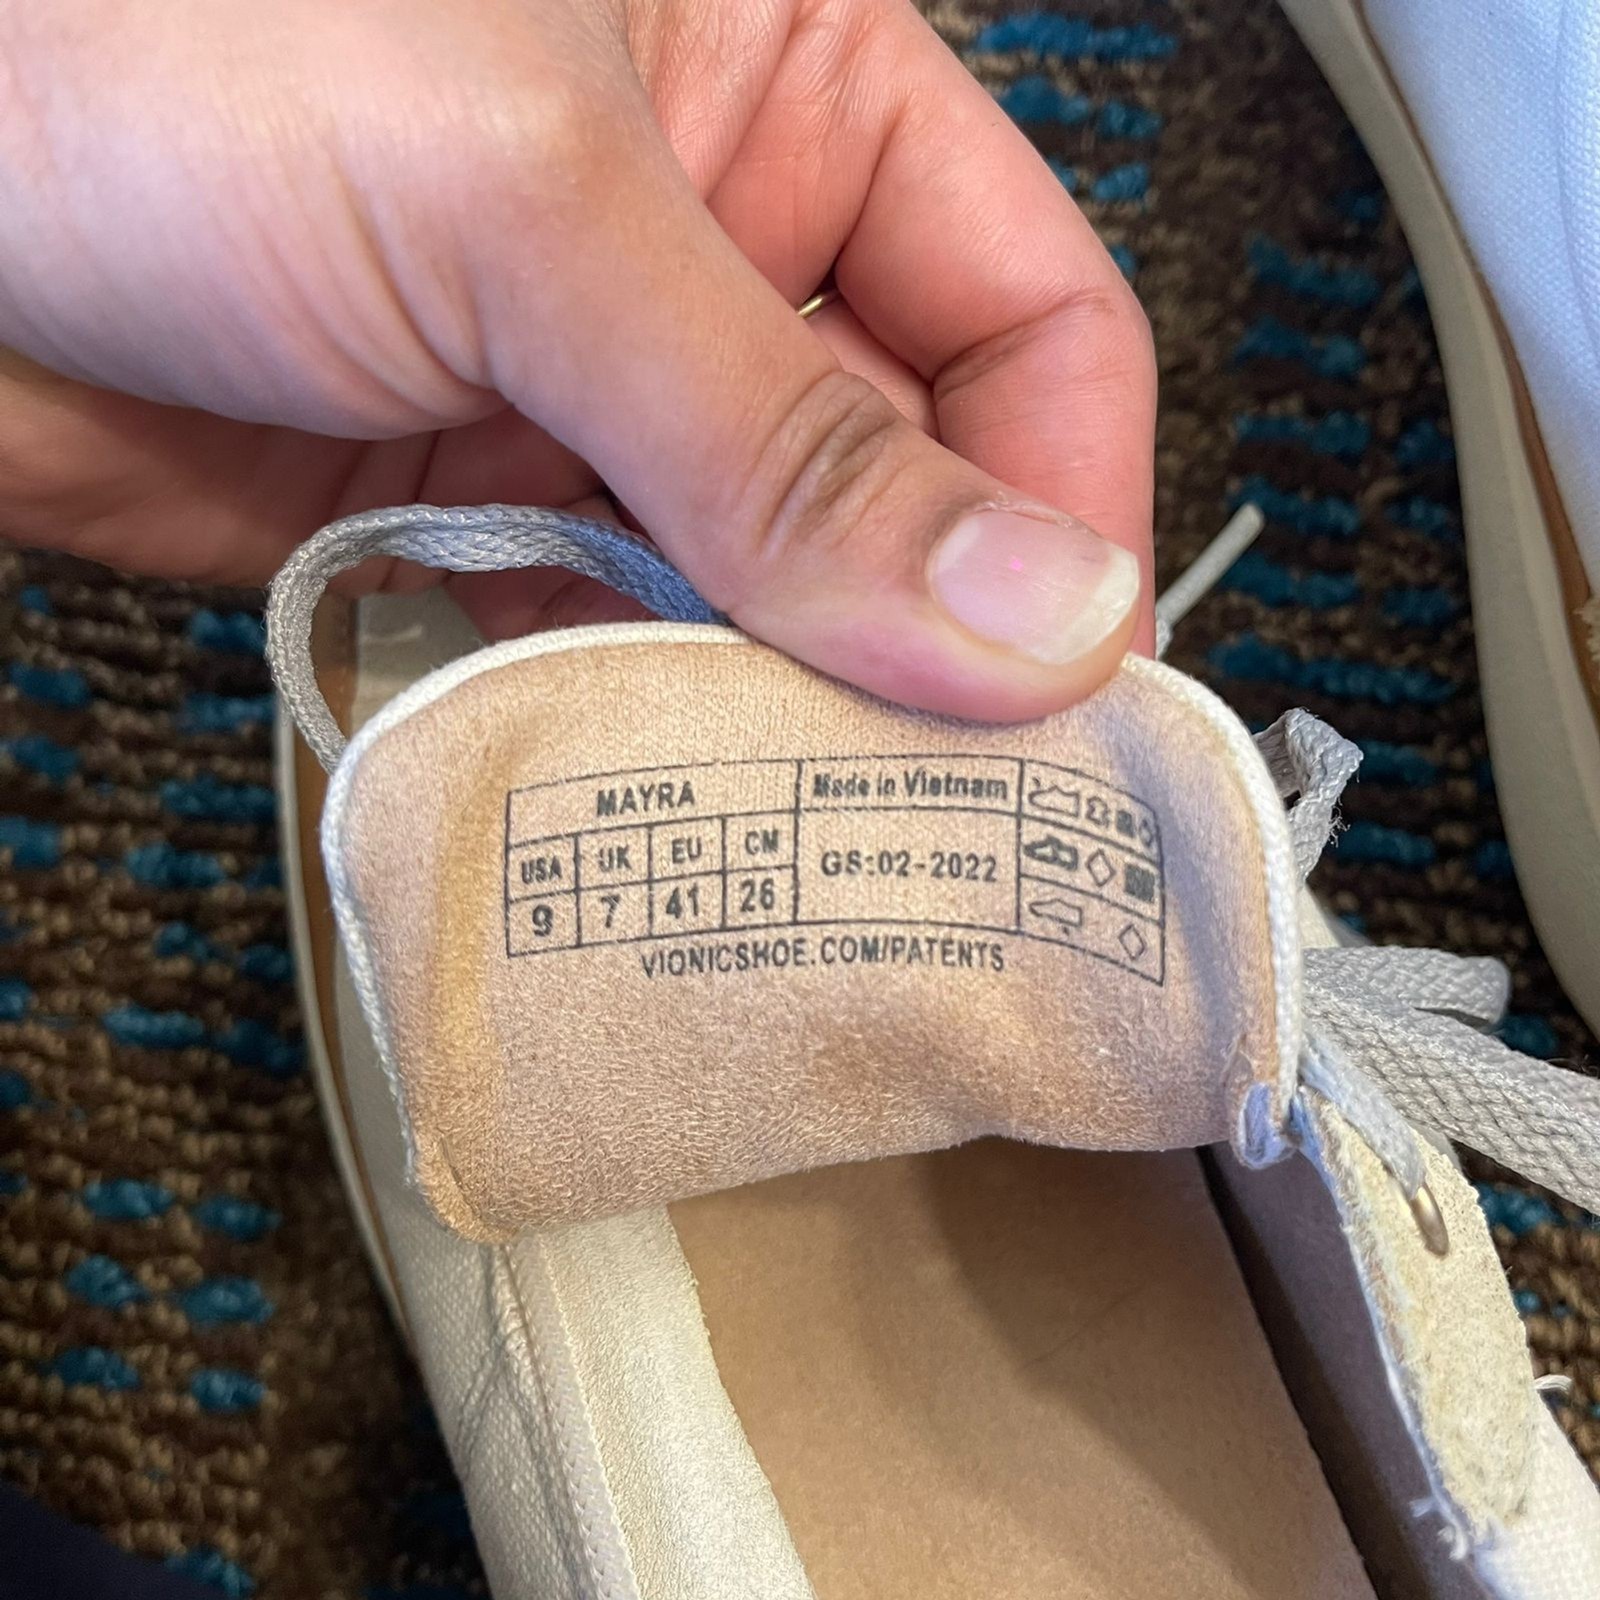 MAYRA
Made in Vietnam
USA UK EU CM
9 7 41 26
GS:02-2022
VIONICSHOE.COM/PATENTS